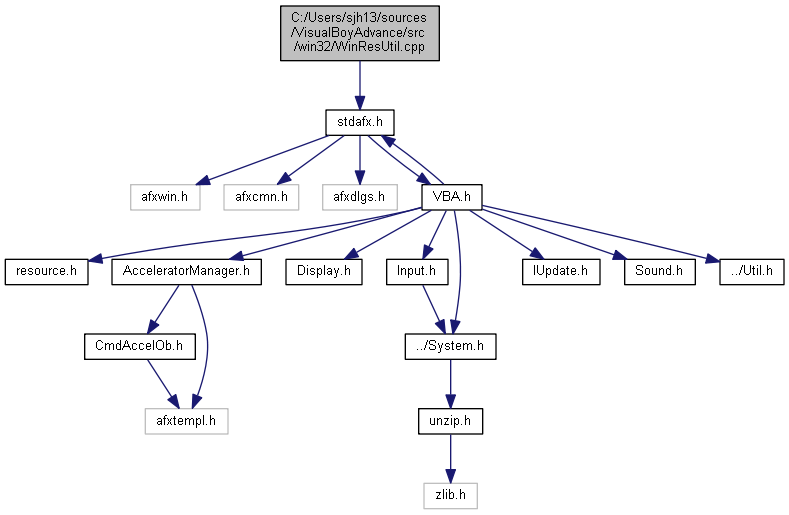 C:/Users/sjh13/sources
/VisualBoyAdvance/src
/win32/WinResUtil.cpp
stdafx.h
afxwin.h
afxcmn.h
afxdlgs.h
VBA.h
resource.h
AcceleratorManager.h
Display.h
Input.h
IUpdate.h
Sound.h
../Util.h
CmdAccelOb.h
../System.h
afxtempl.h
unzip.h
zlib.h